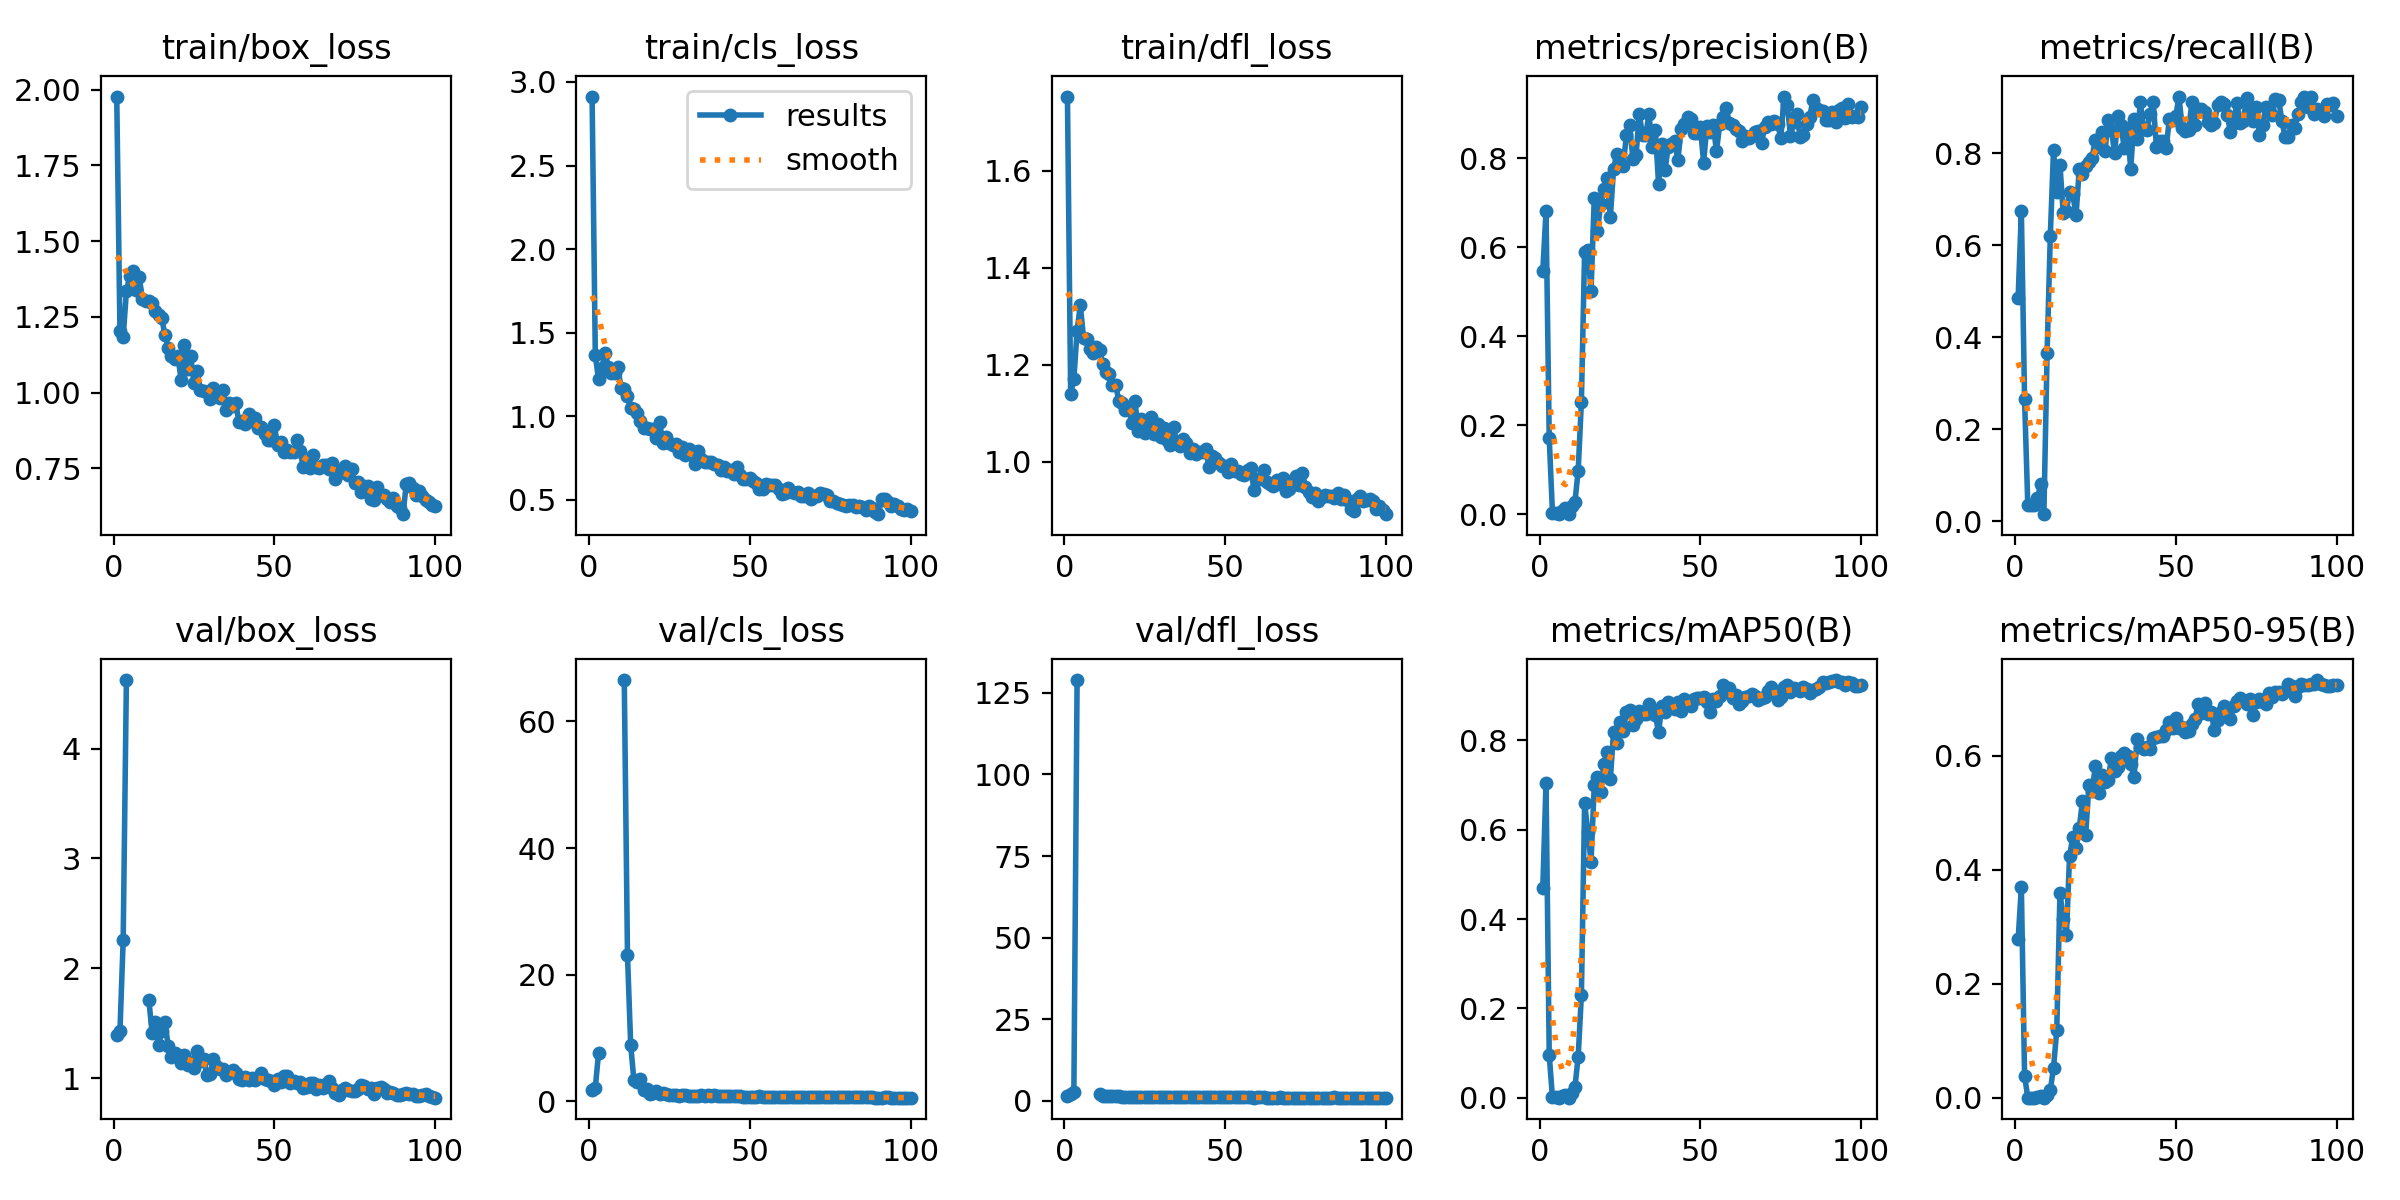 train/box_loss
2.00
1.75
1.50
1.25
1.00
0.75
0 50 100
train/cls_loss
results
smooth
3.0
2.5
2.0
1.5
1.0
0.5
0 50 100
train/dfl_loss
1.6
1.4
1.2
1.0
0 50 100
metrics/precision(B)
0.8
0.6
0.4
0.2
0.0
0 50 100
metrics/recall(B)
0.8
0.6
0.4
0.2
0.0
0 50 100
val/box_loss
4
3
2
1
0 50 100
val/cls_loss
60
40
20
0
0 50 100
val/dfl_loss
125
100
75
50
25
0
0 50 100
metrics/mAP50(B)
0.8
0.6
0.4
0.2
0.0
0 50 100
metrics/mAP50-95(B)
0.6
0.4
0.2
0.0
0 50 100